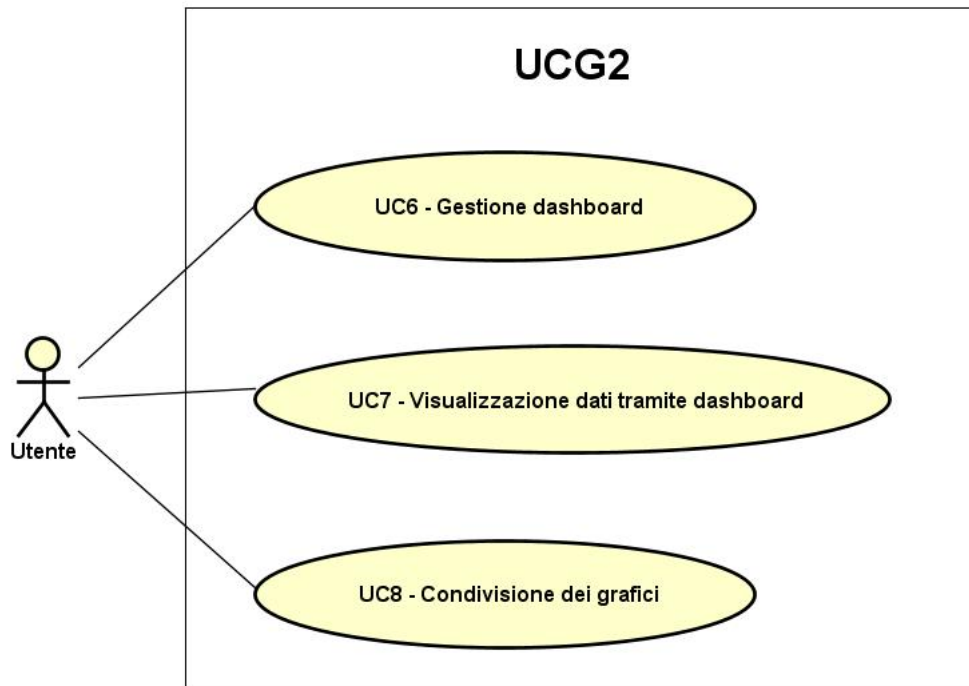 UCG2
UC6 - Gestione dashboard
UC7 - Visualizzazione dati tramite dashboard
Utente
UC8 - Condivisione dei grafici